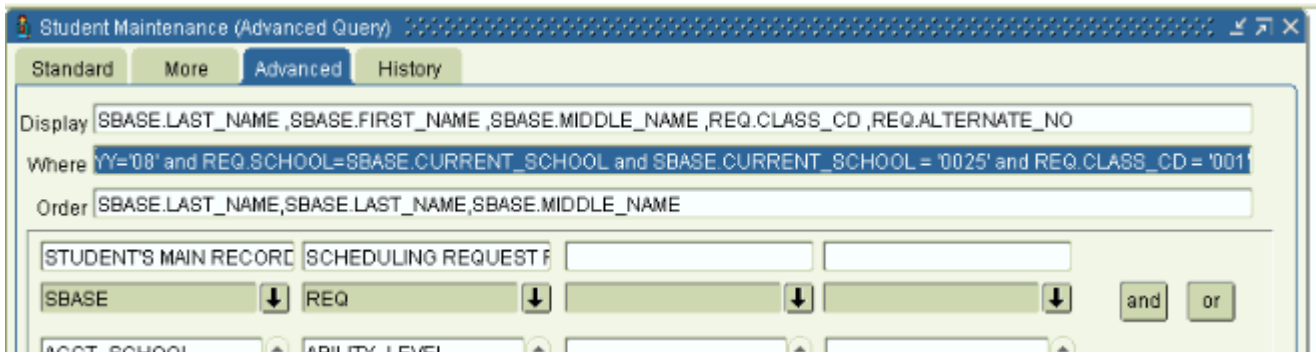 Student Maintenance (Advanced Query)
Standard More Advanced History
Display SBASE.LAST_NAME ,SBASE.FIRST_NAME ,SBASE.MIDDLE_NAME ,REQ.CLASS_CD ,REQ.ALTERNATE_NO
Where YY='08' and REQ.SCHOOL=SBASE.CURRENT_SCHOOL and SBASE.CURRENT_SCHOOL = '0025' and REQ.CLASS_CD = '001'
Order SBASE.LAST_NAME,SBASE.LAST_NAME,SBASE.MIDDLE_NAME
STUDENT'S MAIN RECORD SCHEDULING REQUEST
SBASE REQ and or